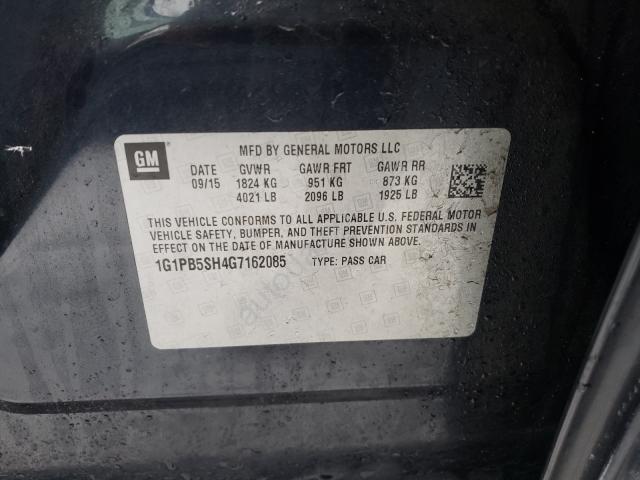 GM
MFD BY GENERAL MOTORS LLC
DATE GVWR GAWR FRT GAWR RR
09/15 1824 KG 951 KG 873 KG
4021 LB 2096 LB 1925 LB
THIS VEHICLE CONFORMS TO ALL APPLICABLE U.S. FEDERAL MOTOR
VEHICLE SAFETY, BUMPER, AND THEFT PREVENTION STANDARDS IN
EFFECT ON THE DATE OF MANUFACTURE SHOWN ABOVE.
1G1PB5SH4G7162085 TYPE: PASS CAR